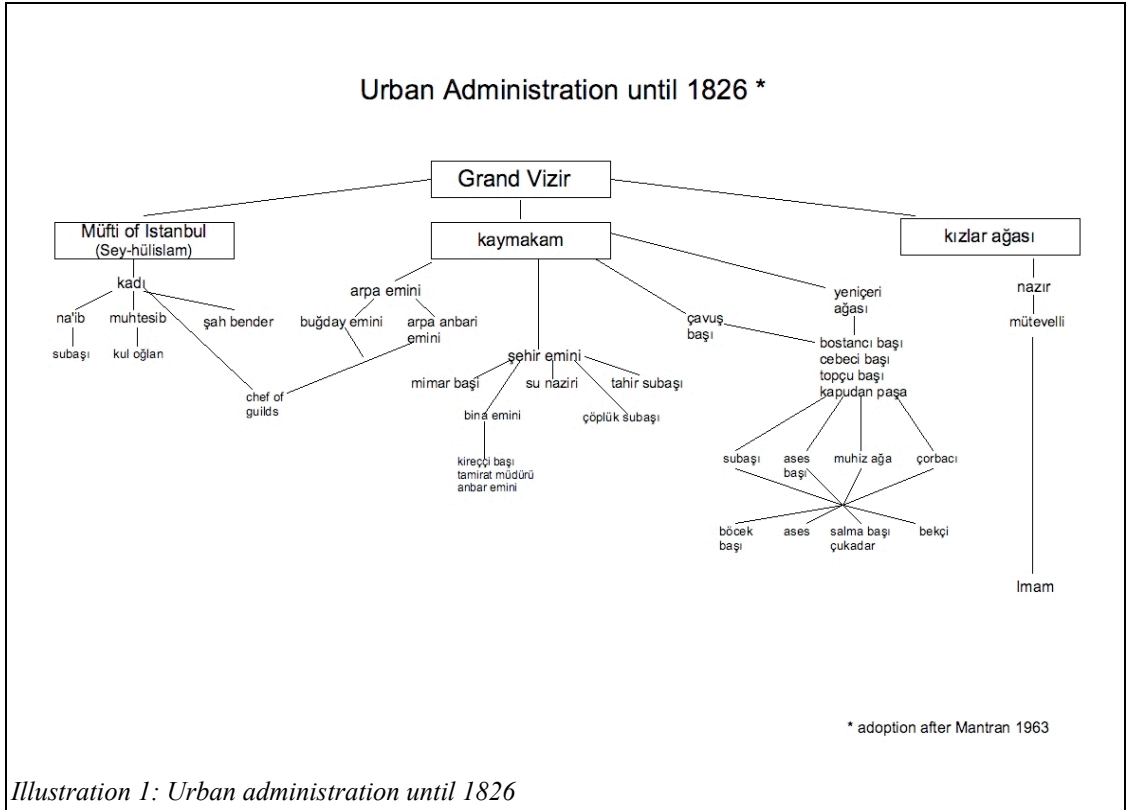 Urban Administration until 1826 *
Grand Vizir
Müfti of Istanbul
(Sey-hülislam)
kaymakam
kızlar ağası
kadı
na'ib
muhtesib
şah bender
subaşı
kul oğlan
chef of
guilds
arpa emini
buğday emini
arpa anbari
emini
şehir emini
mimar başi
su naziri
tahir subaşı
bina emini
çöplük subaşı
kireççi başı
tamirat müdürü
anbar emini
çavuş
başı
yeniçeri
ağası
bostancı başı
cebeci başı
topçu başı
kapudan paşa
subaşı
ases
başı
muhiz ağa
çorbacı
böcek
başı
ases
salma başı
çukadar
bekçi
nazır
mütevelli
Imam
* adoption after Mantran 1963
Illustration 1: Urban administration until 1826